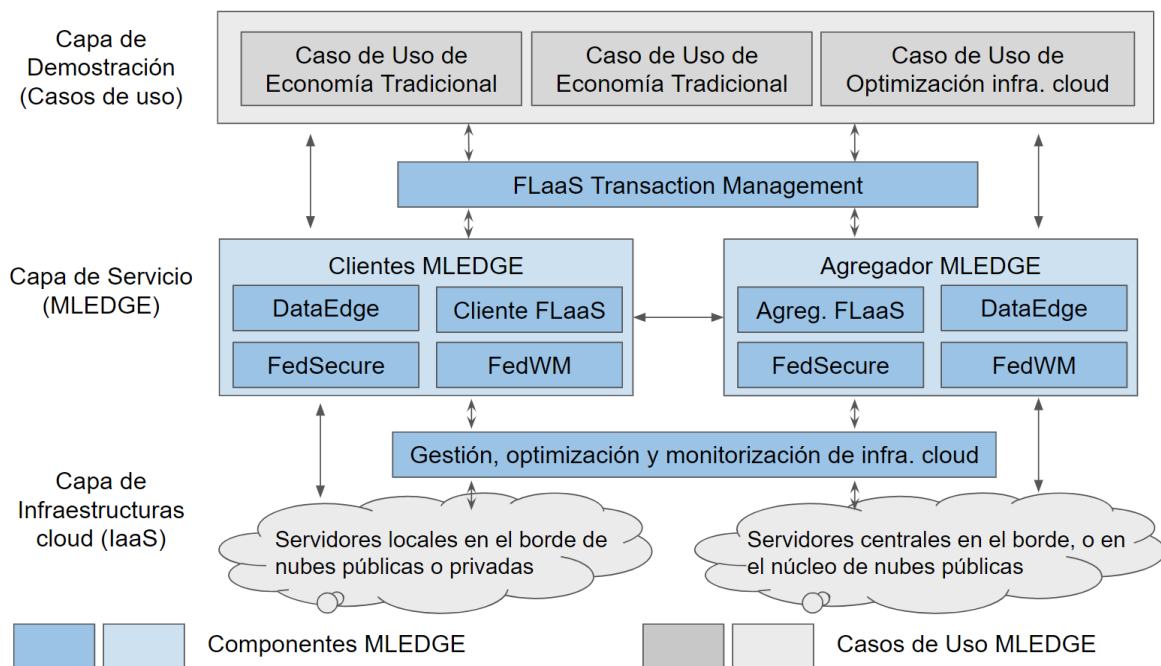 Capa de
Demostración
(Casos de uso)
Caso de Uso de
Economía Tradicional
Caso de Uso de
Economía Tradicional
Caso de Uso de
Optimización infra. cloud
FLaaS Transaction Management
Capa de Servicio
(MLEDGE)
Clientes MLEDGE
DataEdge
Cliente FLaaS
FedSecure
FedWM
Agregador MLEDGE
Agreg. FLaaS
DataEdge
FedSecure
FedWM
Gestión, optimización y monitorización de infra. cloud
Capa de
Infraestructuras
cloud (IaaS)
Servidores locales en el borde de
nubes públicas o privadas
Servidores centrales en el borde, o en
el núcleo de nubes públicas
Componentes MLEDGE
Casos de Uso MLEDGE